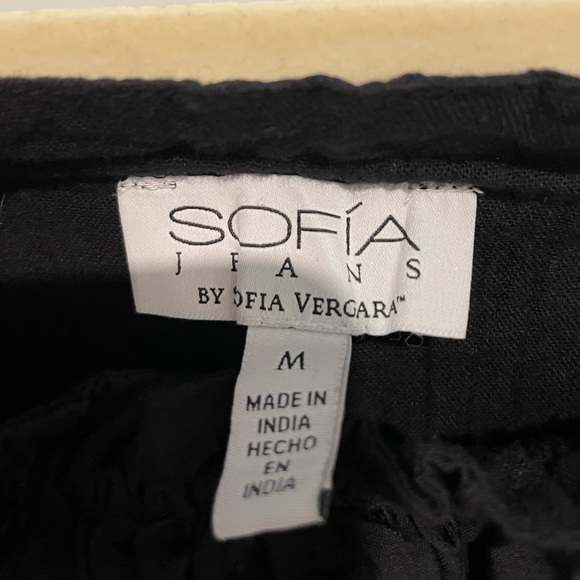 SOFÍA
JEANS
BY SOFIA VERGARA™
M
MADE IN
INDIA
HECHO
EN
INDIA